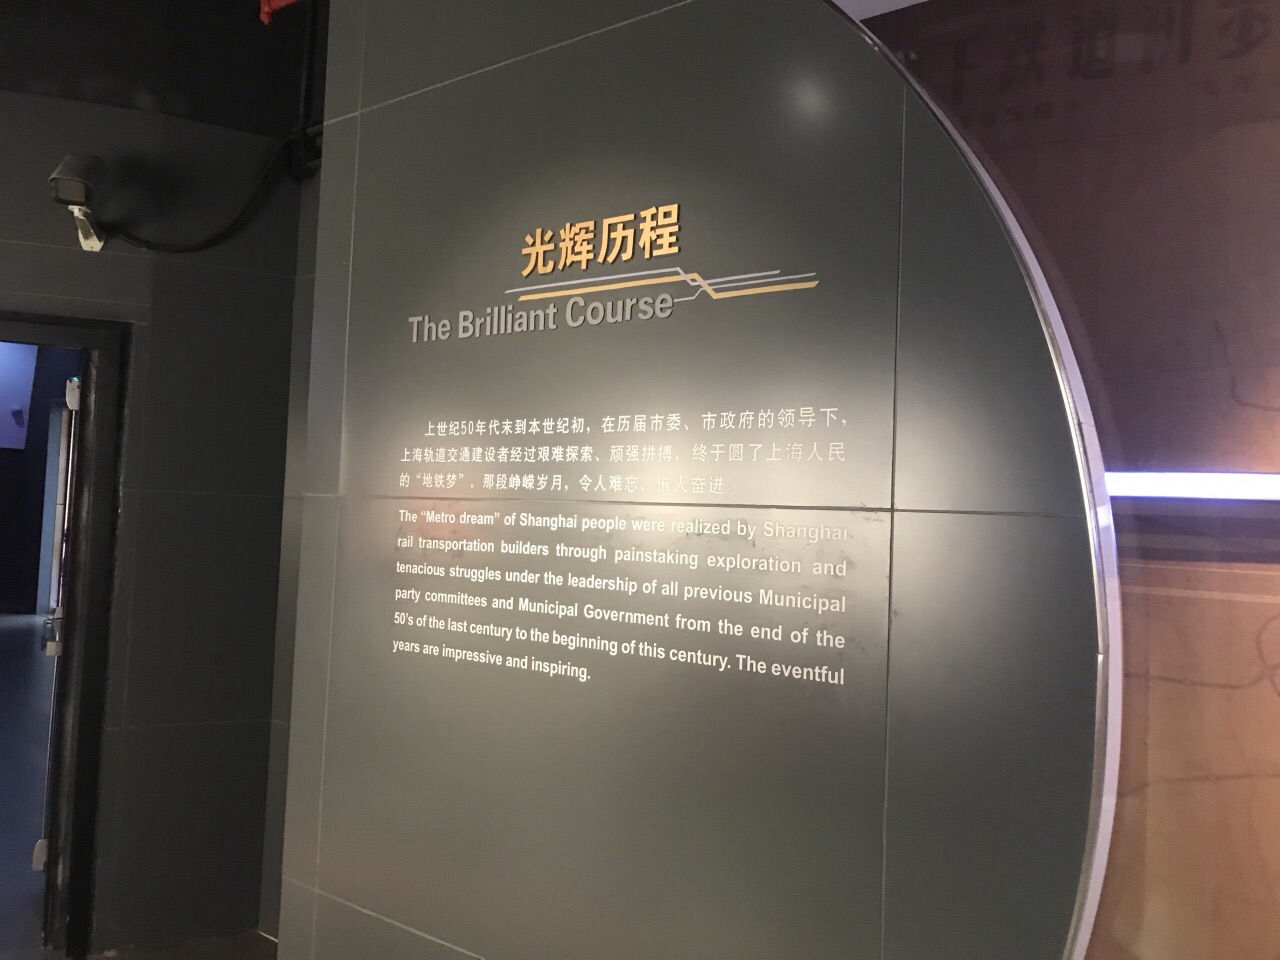 光辉历程
The Brilliant Course
上世纪50年代末到本世纪初，在历届市委、市政府的领导下，
上海轨道交通建设者经过艰难探索、顽强拼搏，终于圆了上海人民
的“地铁梦”。那段峥嵘岁月，令人难忘，催人奋进。
The “Metro dream” of Shanghai people were realized by Shanghai
rail transportation builders through painstaking exploration and
tenacious struggles under the leadership of all previous Municipal
party committees and Municipal Government from the end of the
50's of the last century to the beginning of this century. The eventful
years are impressive and inspiring.